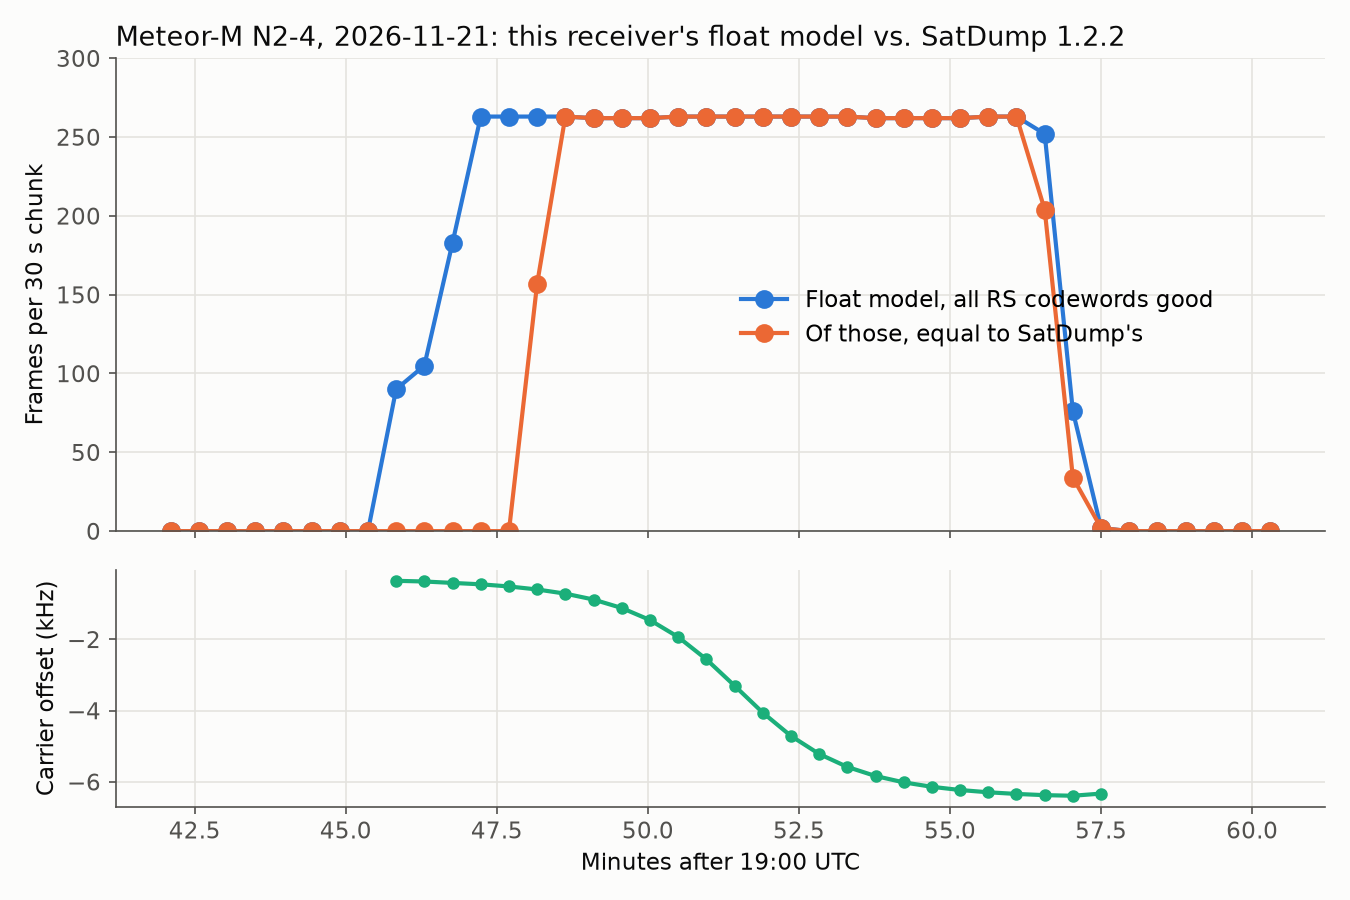 Meteor-M N2-4, 2026-11-21: this receiver's float model vs. SatDump 1.2.2
300
250
200
150
100
50
0
Frames per 30 s chunk
Float model, all RS codewords good
Of those, equal to SatDump's
−2
−4
−6
Carrier offset (kHz)
42.5 45.0 47.5 50.0 52.5 55.0 57.5 60.0
Minutes after 19:00 UTC